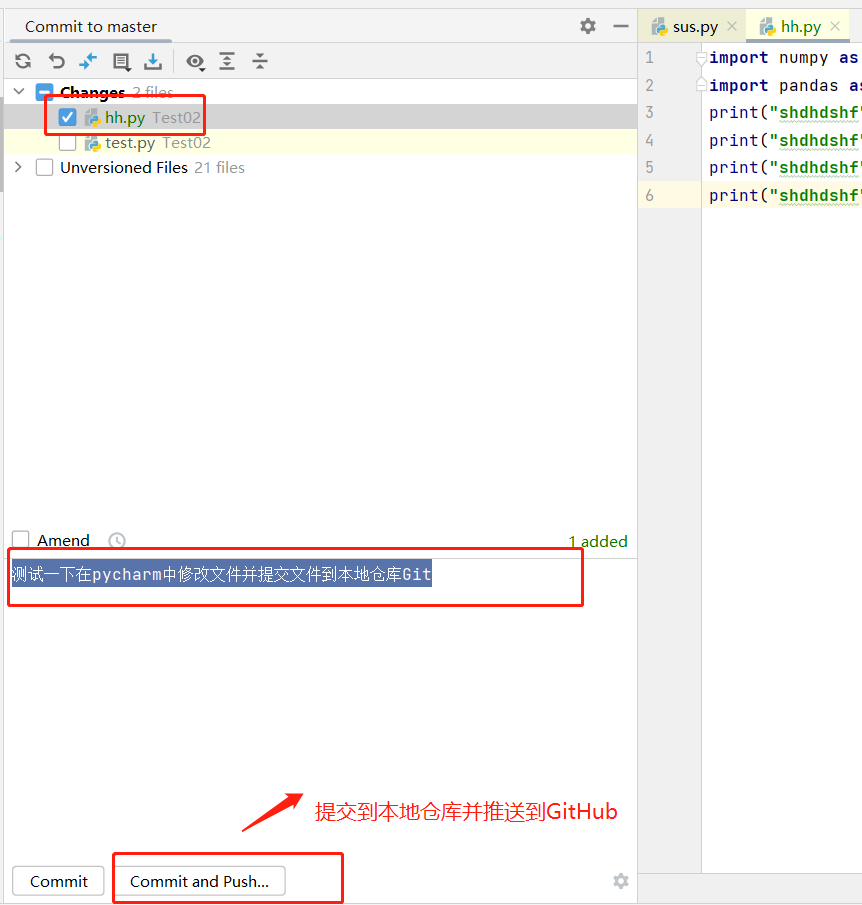 Commit to master
sus.py
hh.py
Changes 2 files
hh.py Test02
test.py Test02
Unversioned Files 21 files
1 import numpy as
2 import pandas as
3 print("shdhdshf"
4 print("shdhdshf"
5 print("shdhdshf"
6 print("shdhdshf"
Amend
1 added
测试一下在pycharm中修改文件并提交文件到本地仓库Git
提交到本地仓库并推送到GitHub
Commit
Commit and Push...